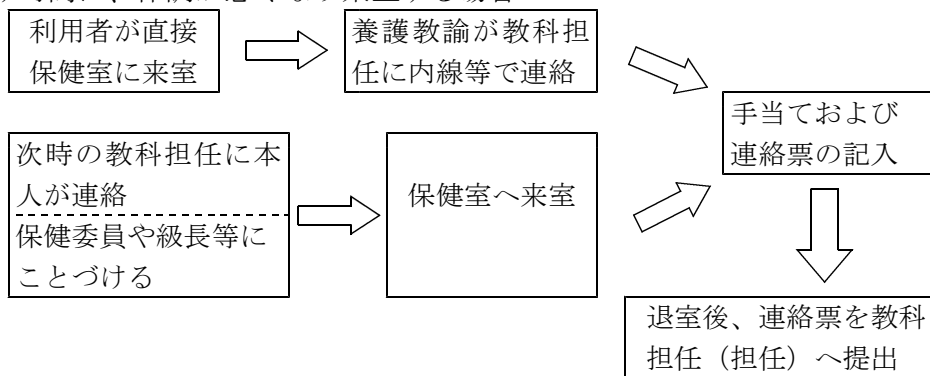 利用者が直接
保健室に来室
養護教諭が教科担
任に内線等で連絡
手当ておよび
連絡票の記入
次時の教科担任に本
人が連絡
保健委員や級長等に
ことづける
保健室へ来室
退室後、連絡票を教科
担任（担任）へ提出